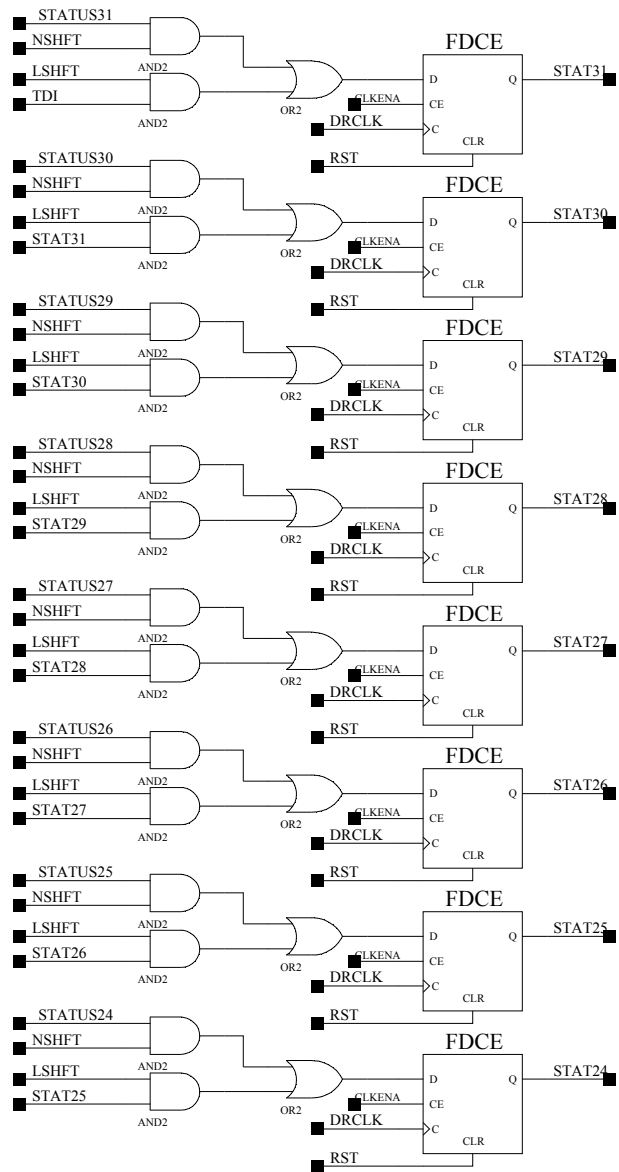 STATUS31
FDCE
NSHFT
AND2
LSHFT
D
Q
STAT31
TDI
CLKENA
CE
OR2
AND2
DRCLK
C
CLR
STATUS30
RST
NSHFT
FDCE
AND2
LSHFT
D
Q
STAT30
STAT31
CLKENA
CE
OR2
AND2
DRCLK
C
CLR
STATUS29
RST
NSHFT
FDCE
AND2
LSHFT
D
Q
STAT29
STAT30
CLKENA
CE
OR2
AND2
DRCLK
C
CLR
STATUS28
RST
NSHFT
FDCE
AND2
LSHFT
D
Q
STAT28
STAT29
CLKENA
CE
OR2
AND2
DRCLK
C
CLR
STATUS27
RST
NSHFT
FDCE
AND2
LSHFT
D
Q
STAT27
STAT28
CLKENA
CE
OR2
AND2
DRCLK
C
CLR
STATUS26
RST
NSHFT
FDCE
AND2
LSHFT
D
Q
STAT26
STAT27
CLKENA
CE
OR2
AND2
DRCLK
C
CLR
STATUS25
RST
NSHFT
FDCE
AND2
LSHFT
D
Q
STAT25
STAT26
CLKENA
CE
OR2
AND2
DRCLK
C
CLR
STATUS24
RST
NSHFT
FDCE
AND2
LSHFT
D
Q
STAT24
STAT25
CLKENA
CE
OR2
AND2
DRCLK
C
CLR
RST